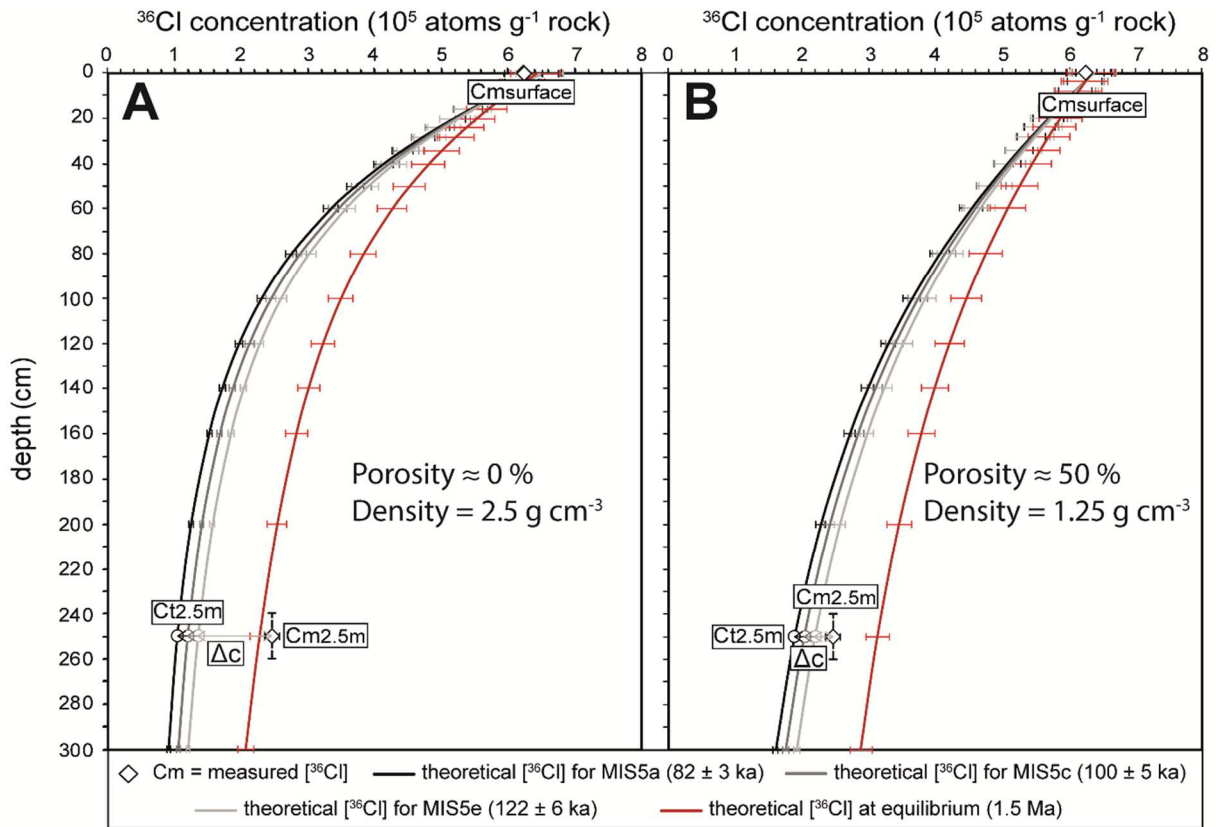 ³⁶Cl concentration (10⁵ atoms g⁻¹ rock)
0 1 2 3 4 5 6 7 8
³⁶Cl concentration (10⁵ atoms g⁻¹ rock)
0 1 2 3 4 5 6 7 8
depth (cm)
0
20
40
60
80
100
120
140
160
180
200
220
240
260
280
300
A
Cmsurface
Porosity ≈ 0 %
Density = 2.5 g cm⁻³
Ct2.5m
Cm2.5m
Δc
B
Cmsurface
Porosity ≈ 50 %
Density = 1.25 g cm⁻³
Cm2.5m
Ct2.5m
Δc
Cm = measured [³⁶Cl] theoretical [³⁶Cl] for MIS5a (82 ± 3 ka) theoretical [³⁶Cl] for MIS5c (100 ± 5 ka)
theoretical [³⁶Cl] for MIS5e (122 ± 6 ka) theoretical [³⁶Cl] at equilibrium (1.5 Ma)